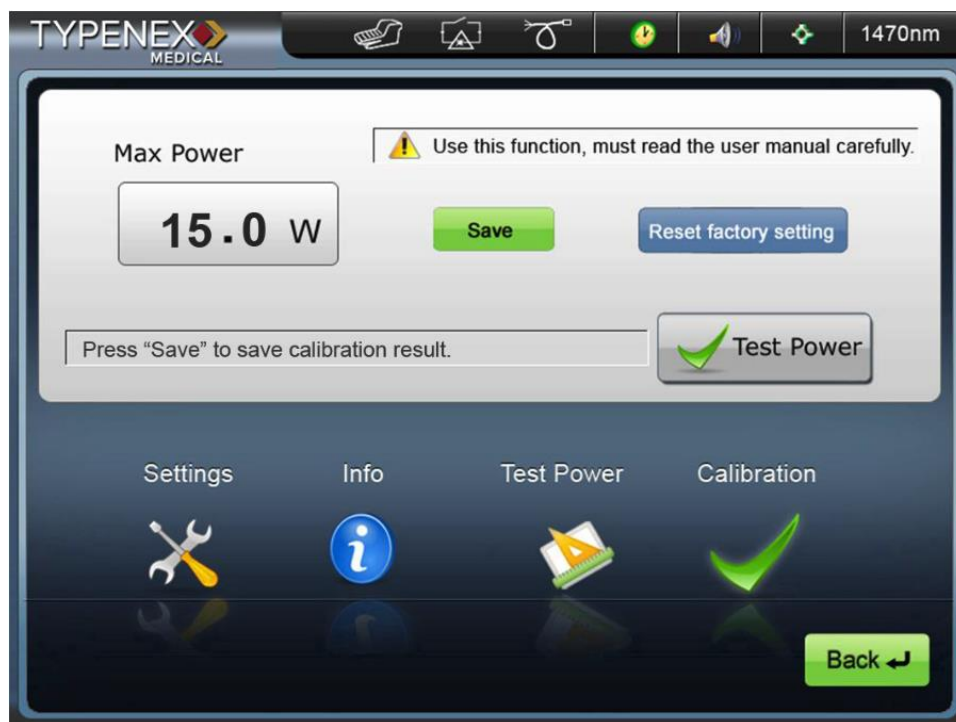 TYPENEX
MEDICAL
1470nm
Max Power
Use this function, must read the user manual carefully.
15.0 W
Save
Reset factory setting
Press “Save” to save calibration result.
Test Power
Settings
Info
Test Power
Calibration
Back